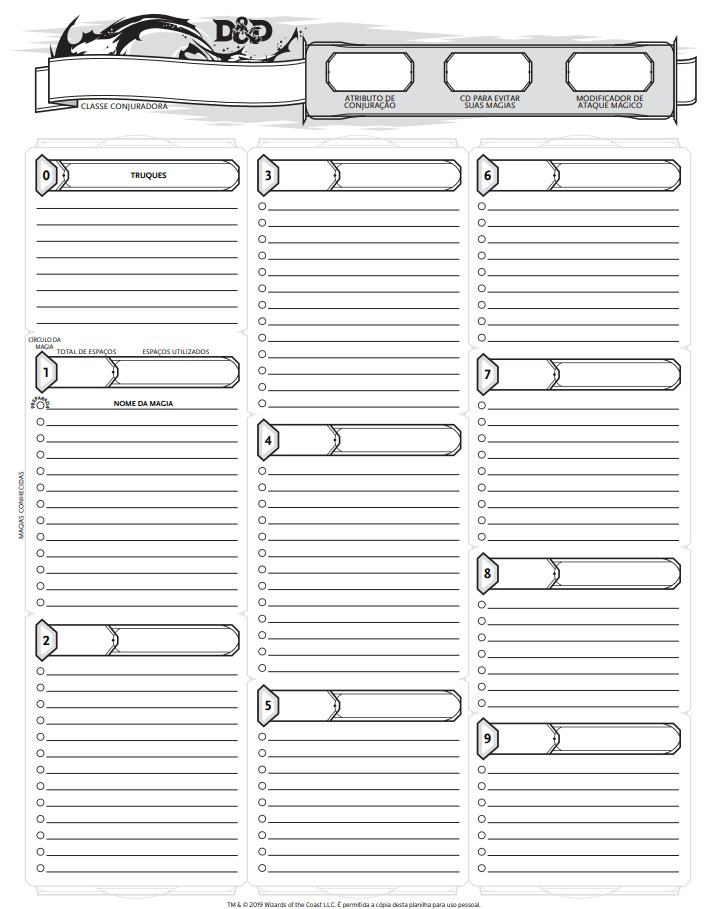 D&D
CLASSE CONJURADORA
ATRIBUTO DE
CONJURAÇÃO
CD PARA EVITAR
SUAS MAGIAS
MODIFICADOR DE
ATAQUE MÁGICO
0
TRUQUES
CÍRCULO DA
MAGIA
TOTAL DE ESPAÇOS
ESPAÇOS UTILIZADOS
1
PREPARADA
NOME DA MAGIA
MAGIAS CONHECIDAS
2
3
4
5
6
7
8
9
TM & © 2019 Wizards of the Coast LLC. É permitida a cópia desta planilha para uso pessoal.